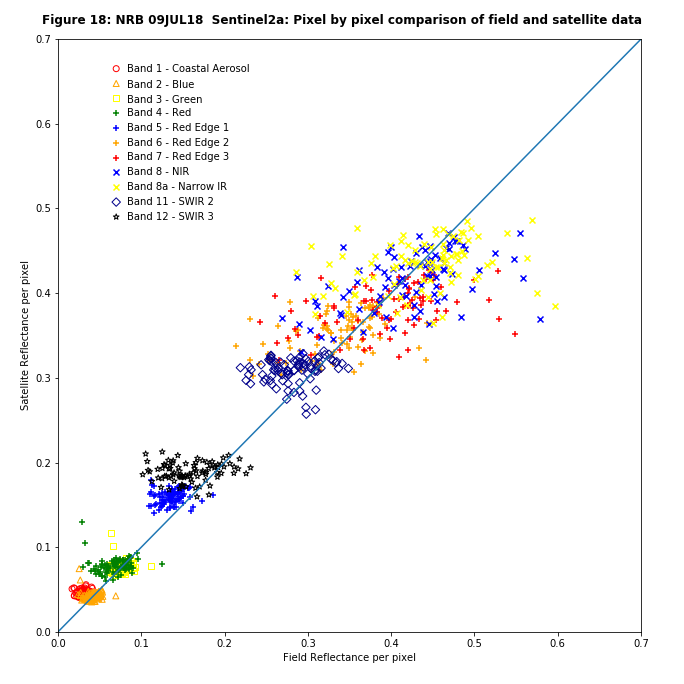 Figure 18: NRB 09JUL18  Sentinel2a: Pixel by pixel comparison of field and satellite data
0.7
0.6
0.5
0.4
0.3
0.2
0.1
0.0
Satellite Reflectance per pixel
Band 1 - Coastal Aerosol
Band 2 - Blue
Band 3 - Green
Band 4 - Red
Band 5 - Red Edge 1
Band 6 - Red Edge 2
Band 7 - Red Edge 3
Band 8 - NIR
Band 8a - Narrow IR
Band 11 - SWIR 2
Band 12 - SWIR 3
0.0 0.1 0.2 0.3 0.4 0.5 0.6 0.7
Field Reflectance per pixel